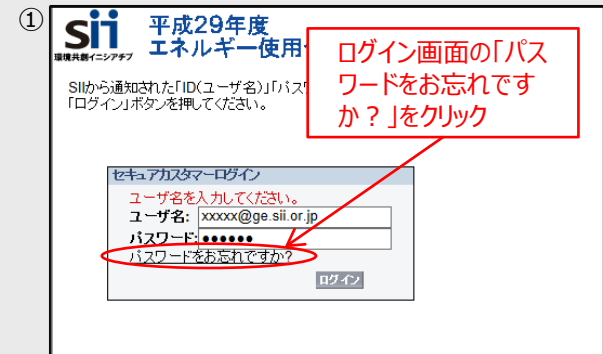 ①
sii
環境共創イニシアチブ
平成29年度
エネルギー使用
ログイン画面の「パス
ワードをお忘れです
か？」をクリック
SIIから通知された「ID(ユーザ名)」「パス
「ログイン」ボタンを押してください。
セキュアカスタマーログイン
ユーザ名を入力してください。
ユーザ名: xxxxx@ge.sii.or.jp
パスワード: ●●●●●●
パスワードをお忘れですか?
ログイン